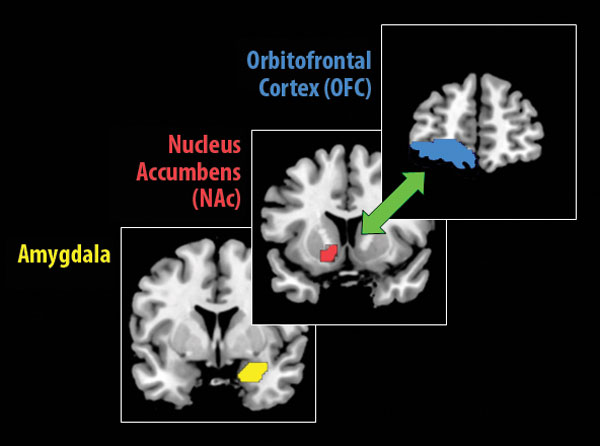 Orbitofrontal
Cortex (OFC)
Nucleus
Accumbens
(NAc)
Amygdala